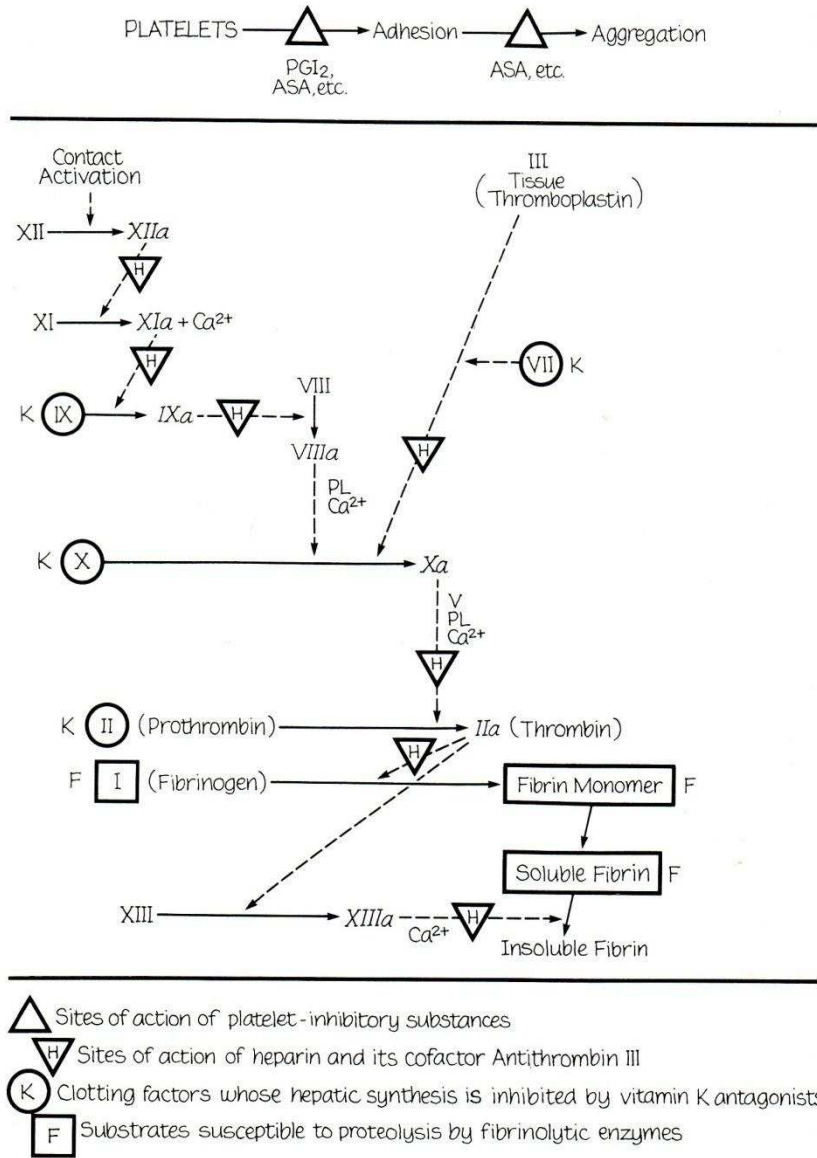 PLATELETS Adhesion Aggregation
PGI2,
ASA, etc.
ASA, etc.
Contact
Activation
III
(Tissue
Thromboplastin)
XII XIIa
H
XI XIa + Ca2+
H
VII K
K IX IXa H VIII
VIIIa
H
PL
Ca2+
K X Xa
V
PL
Ca2+
H
K II (Prothrombin) IIa (Thrombin)
H
F I (Fibrinogen) Fibrin Monomer F
Soluble Fibrin F
XIII XIIIa Ca2+ H
Insoluble Fibrin
Sites of action of platelet-inhibitory substances
H Sites of action of heparin and its cofactor Antithrombin III
K Clotting factors whose hepatic synthesis is inhibited by vitamin K antagonists
F Substrates susceptible to proteolysis by fibrinolytic enzymes